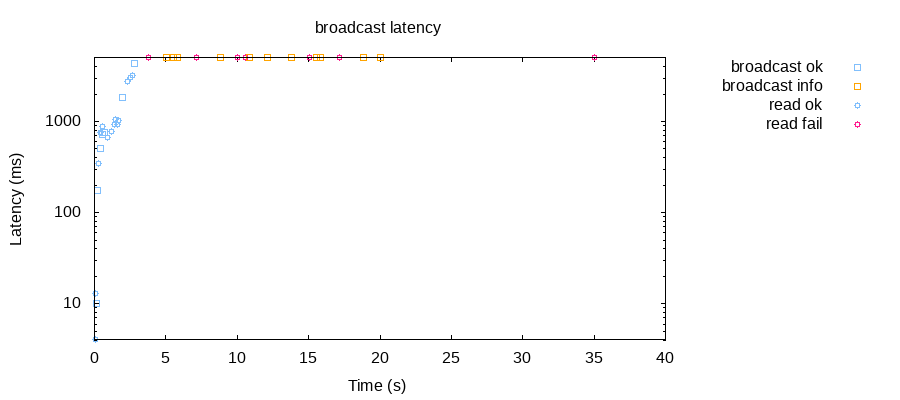 broadcast latency
broadcast ok
broadcast info
read ok
read fail
Latency (ms)
1000
100
10
0 5 10 15 20 25 30 35 40
Time (s)